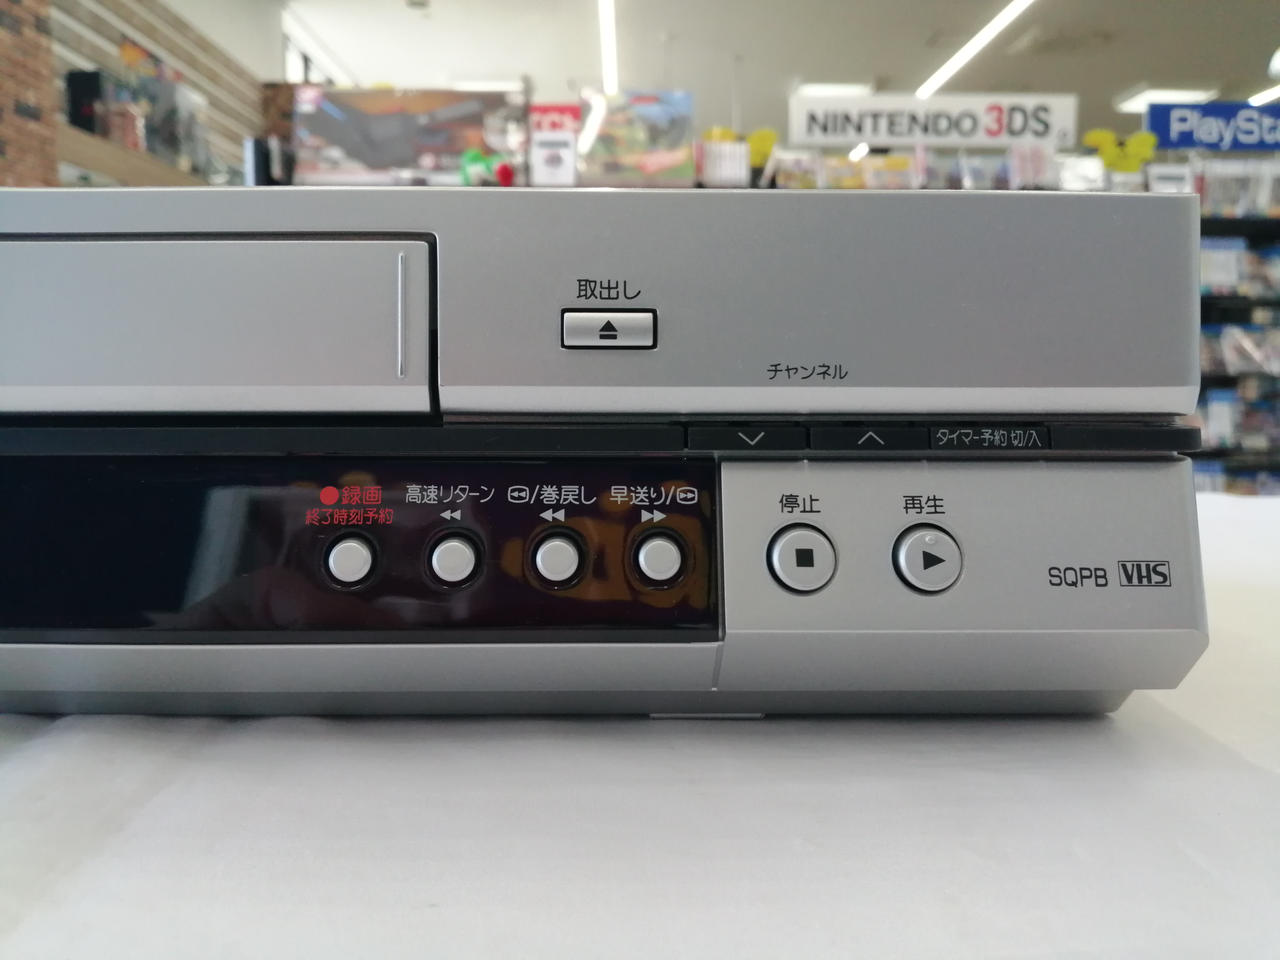 NINTENDO 3DS
PlaySta
取出し
チャンネル
タイマー予約 切/入
●録画
終了時刻予約
高速リターン
/巻戻し
早送り/
停止
再生
SQPB VHS